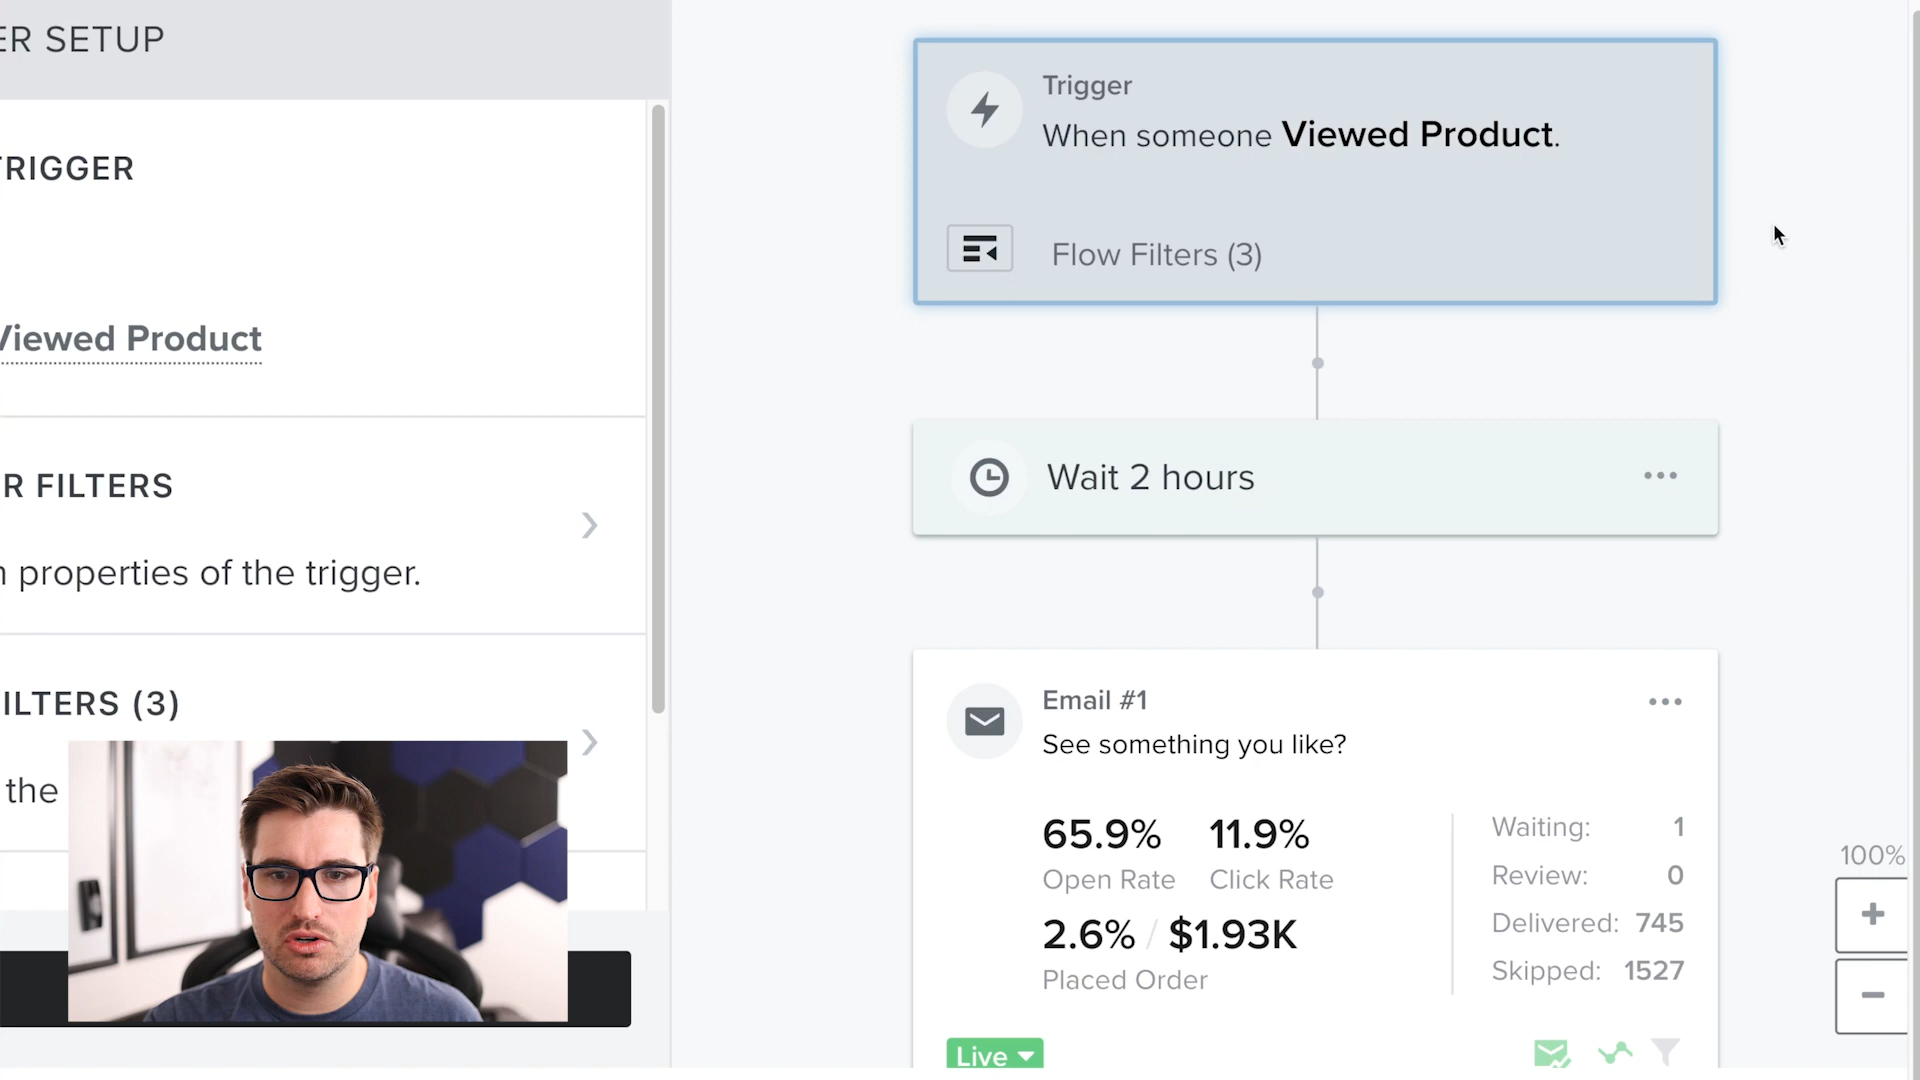 ER SETUP
TRIGGER
Viewed Product
R FILTERS
n properties of the trigger.
ILTERS (3)
the
Trigger
When someone Viewed Product.
Flow Filters (3)
Wait 2 hours
Email #1
See something you like?
65.9% 11.9%
Open Rate Click Rate
2.6% / $1.93K
Placed Order
Waiting: 1
Review: 0
Delivered: 745
Skipped: 1527
Live
100%